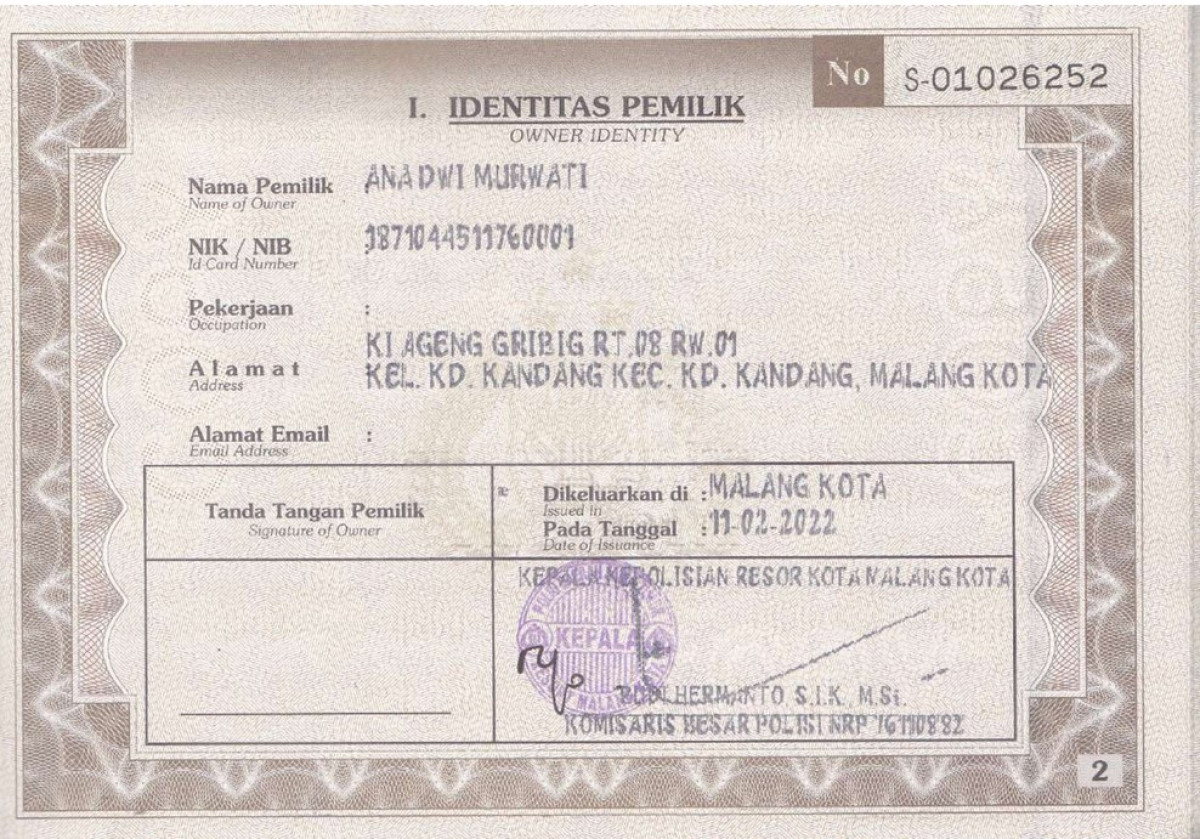 No S-01026252
I. IDENTITAS PEMILIK
OWNER IDENTITY
Nama Pemilik ANA DWI MURWATI
Name of Owner
NIK / NIB : 1871044511760001
Id-Card Number
Pekerjaan :
Occupation
KI AGENG GRIBIG RT.08 RW.01
Alamat KEL. KD. KANDANG KEC. KD. KANDANG, MALANG KOTA
Address
Alamat Email :
Email Address
Tanda Tangan Pemilik
Signature of Owner
Dikeluarkan di : MALANG KOTA
Issued in
Pada Tanggal : 11-02-2022
Date of Issuance
KEPALA KEPOLISIAN RESOR KOTA MALANG KOTA
KEPALA
HERMANTO S.I.K, M.Si.
KOMISARIS BESAR POLISI NRP
2